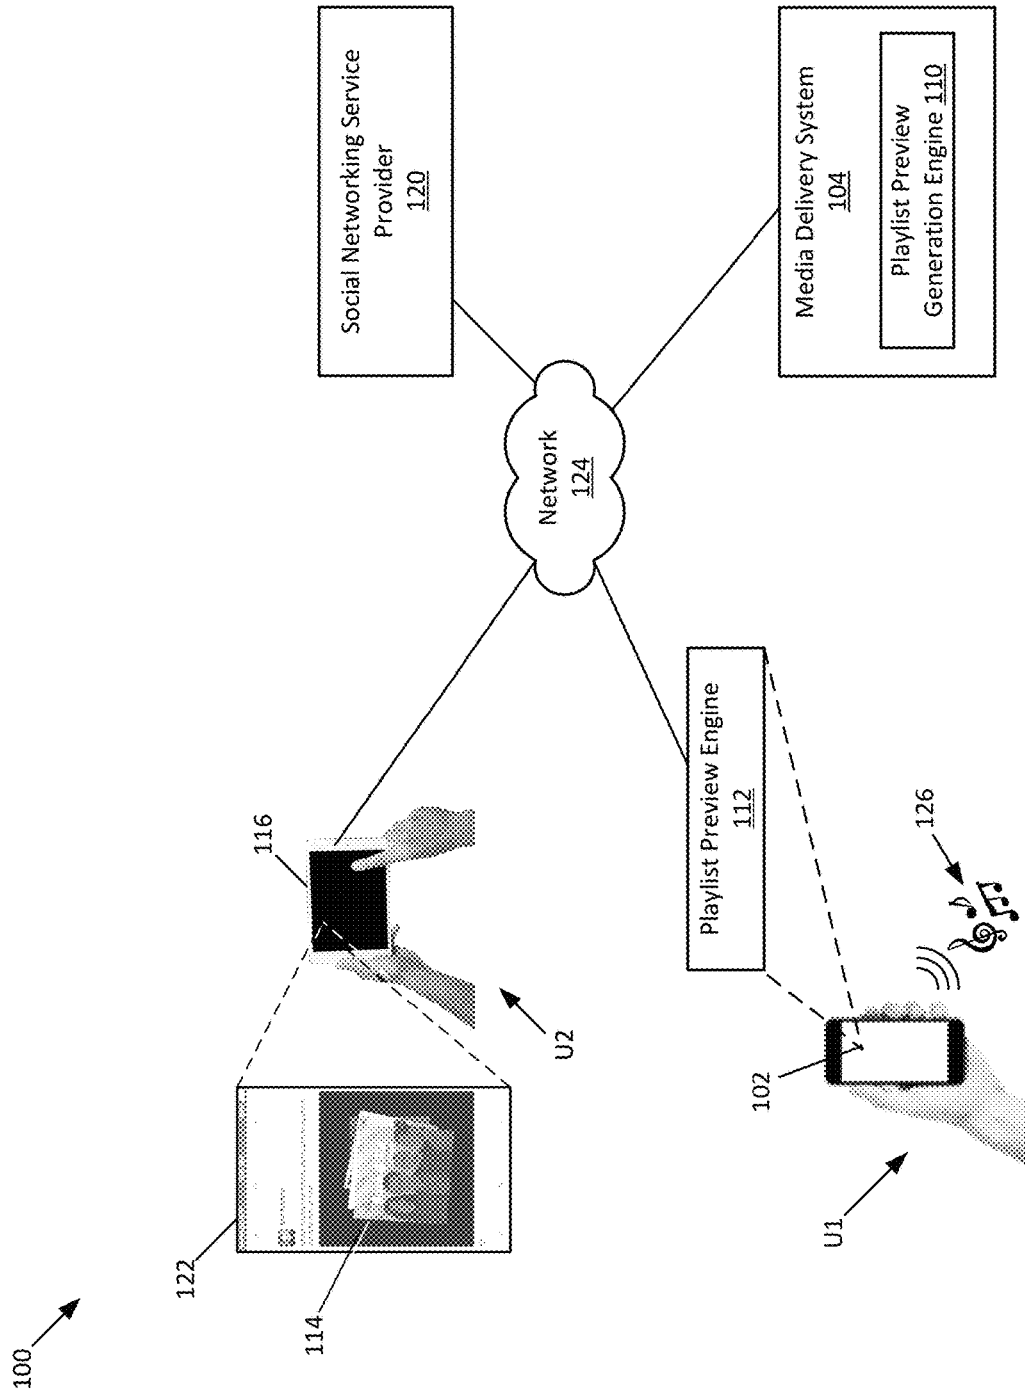 100
122
114
116
U2
Social Networking Service
Provider
120
Network
124
U1
102
Playlist Preview Engine
112
126
Media Delivery System
104
Playlist Preview
Generation Engine 110